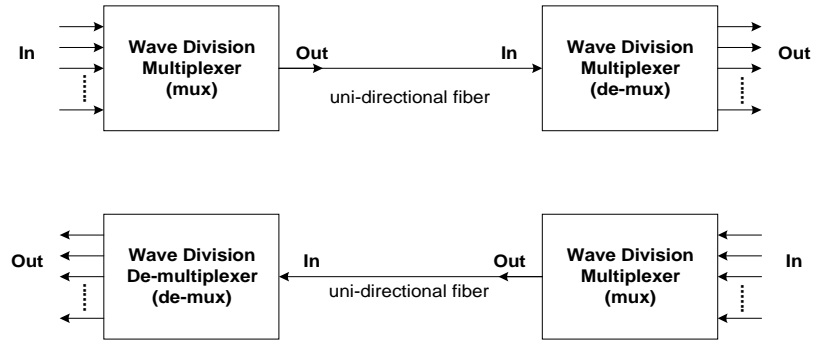 In
Wave Division
Multiplexer
(mux)
Out
uni-directional fiber
In
Wave Division
Multiplexer
(de-mux)
Out
Out
Wave Division
De-multiplexer
(de-mux)
In
uni-directional fiber
Out
Wave Division
Multiplexer
(mux)
In